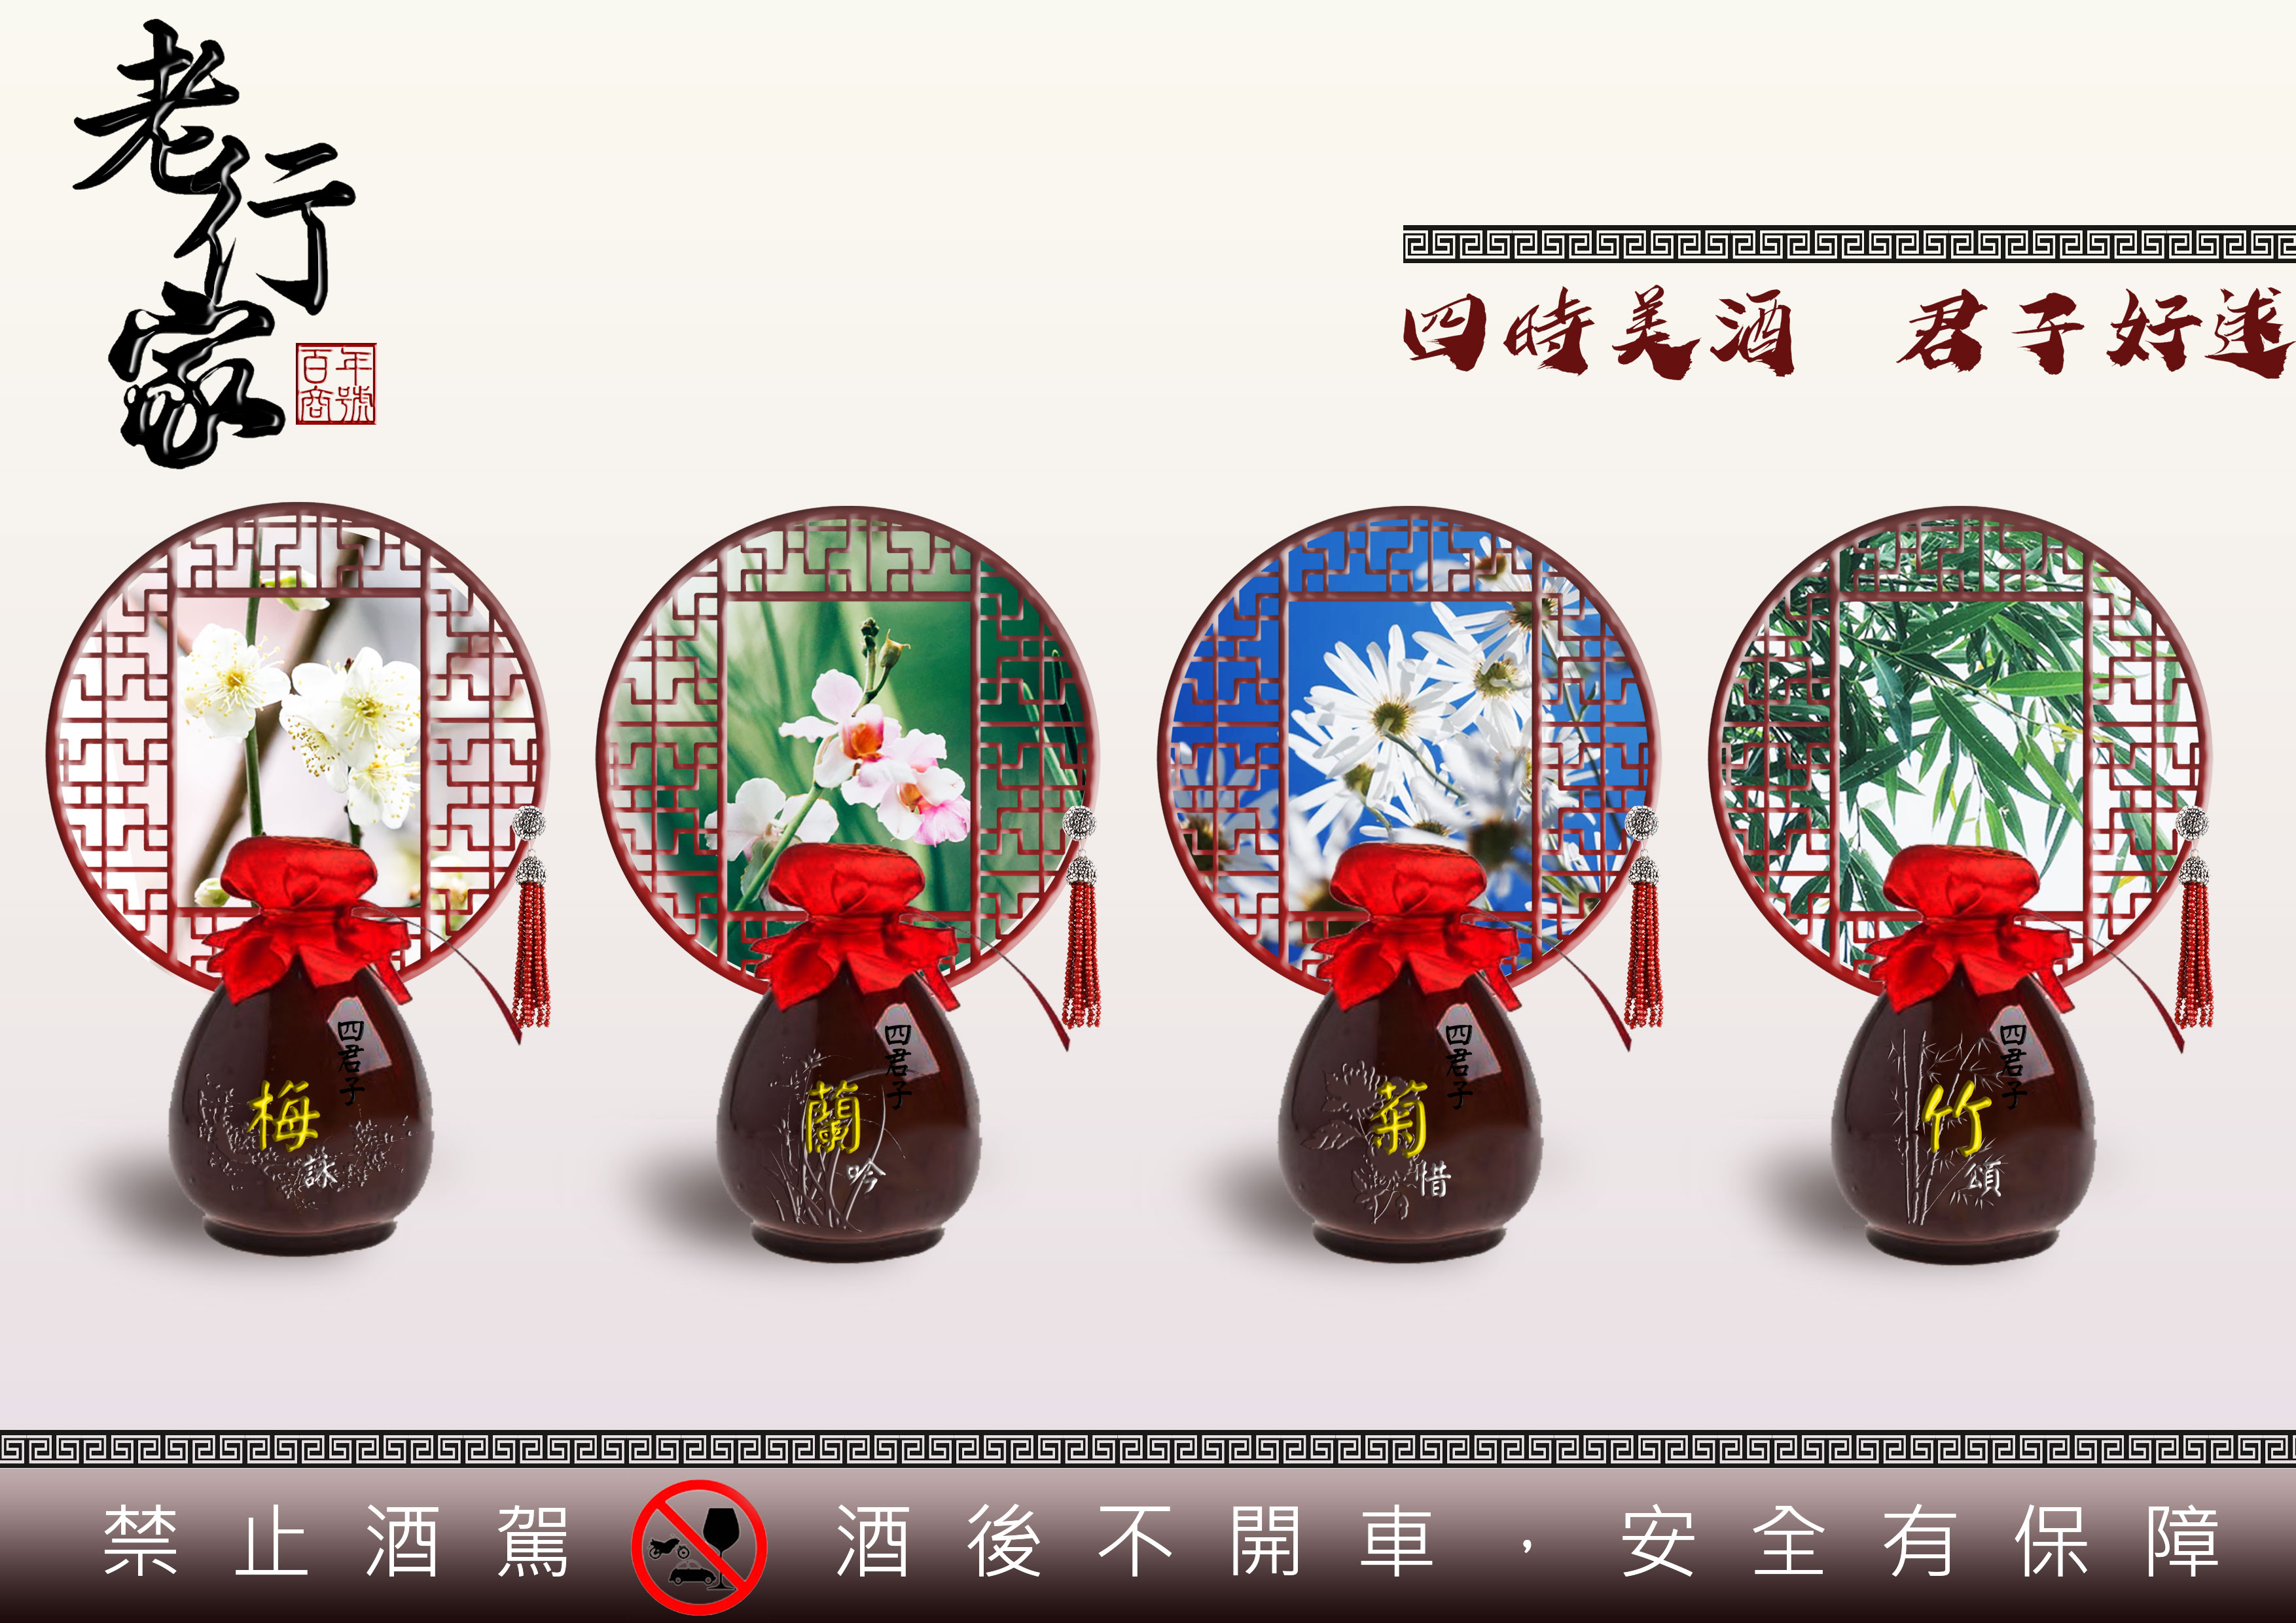 老行家
百年商號
四時美酒 君子好逑
四君子
梅
詠
四君子
蘭
吟
四君子
菊
惜
四君子
竹
頌
禁止酒駕 酒後不開車，安全有保障